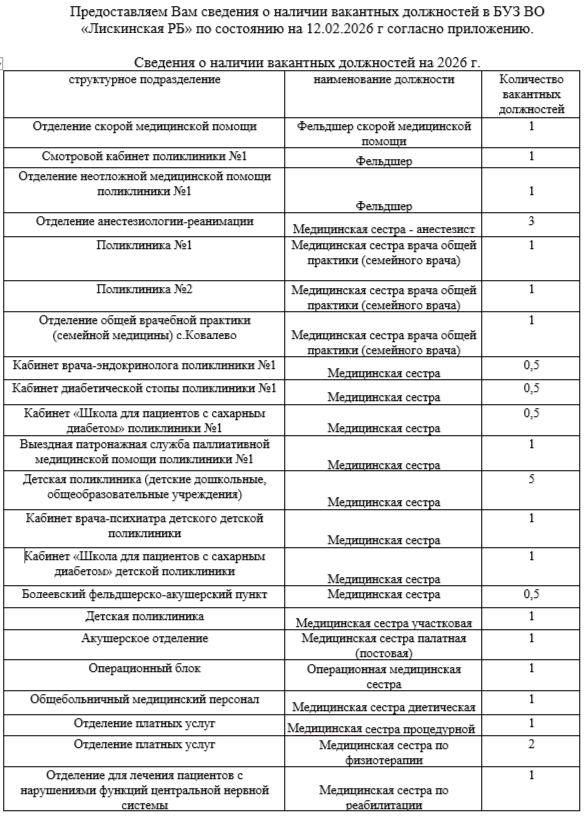 Предоставляем Вам сведения о наличии вакантных должностей в БУЗ ВО
«Лискинская РБ» по состоянию на 12.02.2026 г согласно приложению.
Сведения о наличии вакантных должностей на 2026 г.
структурное подразделение наименование должности Количество
вакантных
должностей
Отделение скорой медицинской помощи Фельдшер скорой медицинской 1
помощи
Смотровой кабинет поликлиники №1 Фельдшер 1
Отделение неотложной медицинской помощи
поликлиники №1 Фельдшер 1
Отделение анестезиологии-реанимации Медицинская сестра - анестезист 3
Поликлиника №1 Медицинская сестра врача общей 1
практики (семейного врача)
Поликлиника №2 Медицинская сестра врача общей 1
практики (семейного врача)
Отделение общей врачебной практики 1
(семейной медицины) с.Ковалево Медицинская сестра врача общей
практики (семейного врача)
Кабинет врача-эндокринолога поликлиники №1 Медицинская сестра 0,5
Кабинет диабетической стопы поликлиники №1 Медицинская сестра 0,5
Кабинет «Школа для пациентов с сахарным 0,5
диабетом» поликлиники №1 Медицинская сестра
Выездная патронажная служба паллиативной 1
медицинской помощи поликлиники №1 Медицинская сестра
Детская поликлиника (детские дошкольные, 5
общеобразовательные учреждения) Медицинская сестра
Кабинет врача-психиатра детского детской 1
поликлиники Медицинская сестра
Кабинет «Школа для пациентов с сахарным 1
диабетом» детской поликлиники Медицинская сестра
Болеевский фельдшерско-акушерский пункт Медицинская сестра 0,5
Детская поликлиника Медицинская сестра участковая 1
Акушерское отделение Медицинская сестра палатная 1
(постовая)
Операционный блок Операционная медицинская 1
сестра
Общебольничный медицинский персонал Медицинская сестра диетическая 1
Отделение платных услуг Медицинская сестра процедурной 1
Отделение платных услуг Медицинская сестра по 2
физиотерапии
Отделение для лечения пациентов с 1
нарушениями функций центральной нервной Медицинская сестра по
системы реабилитации